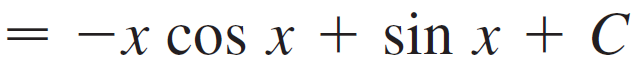 = −x cos x + sin x + C